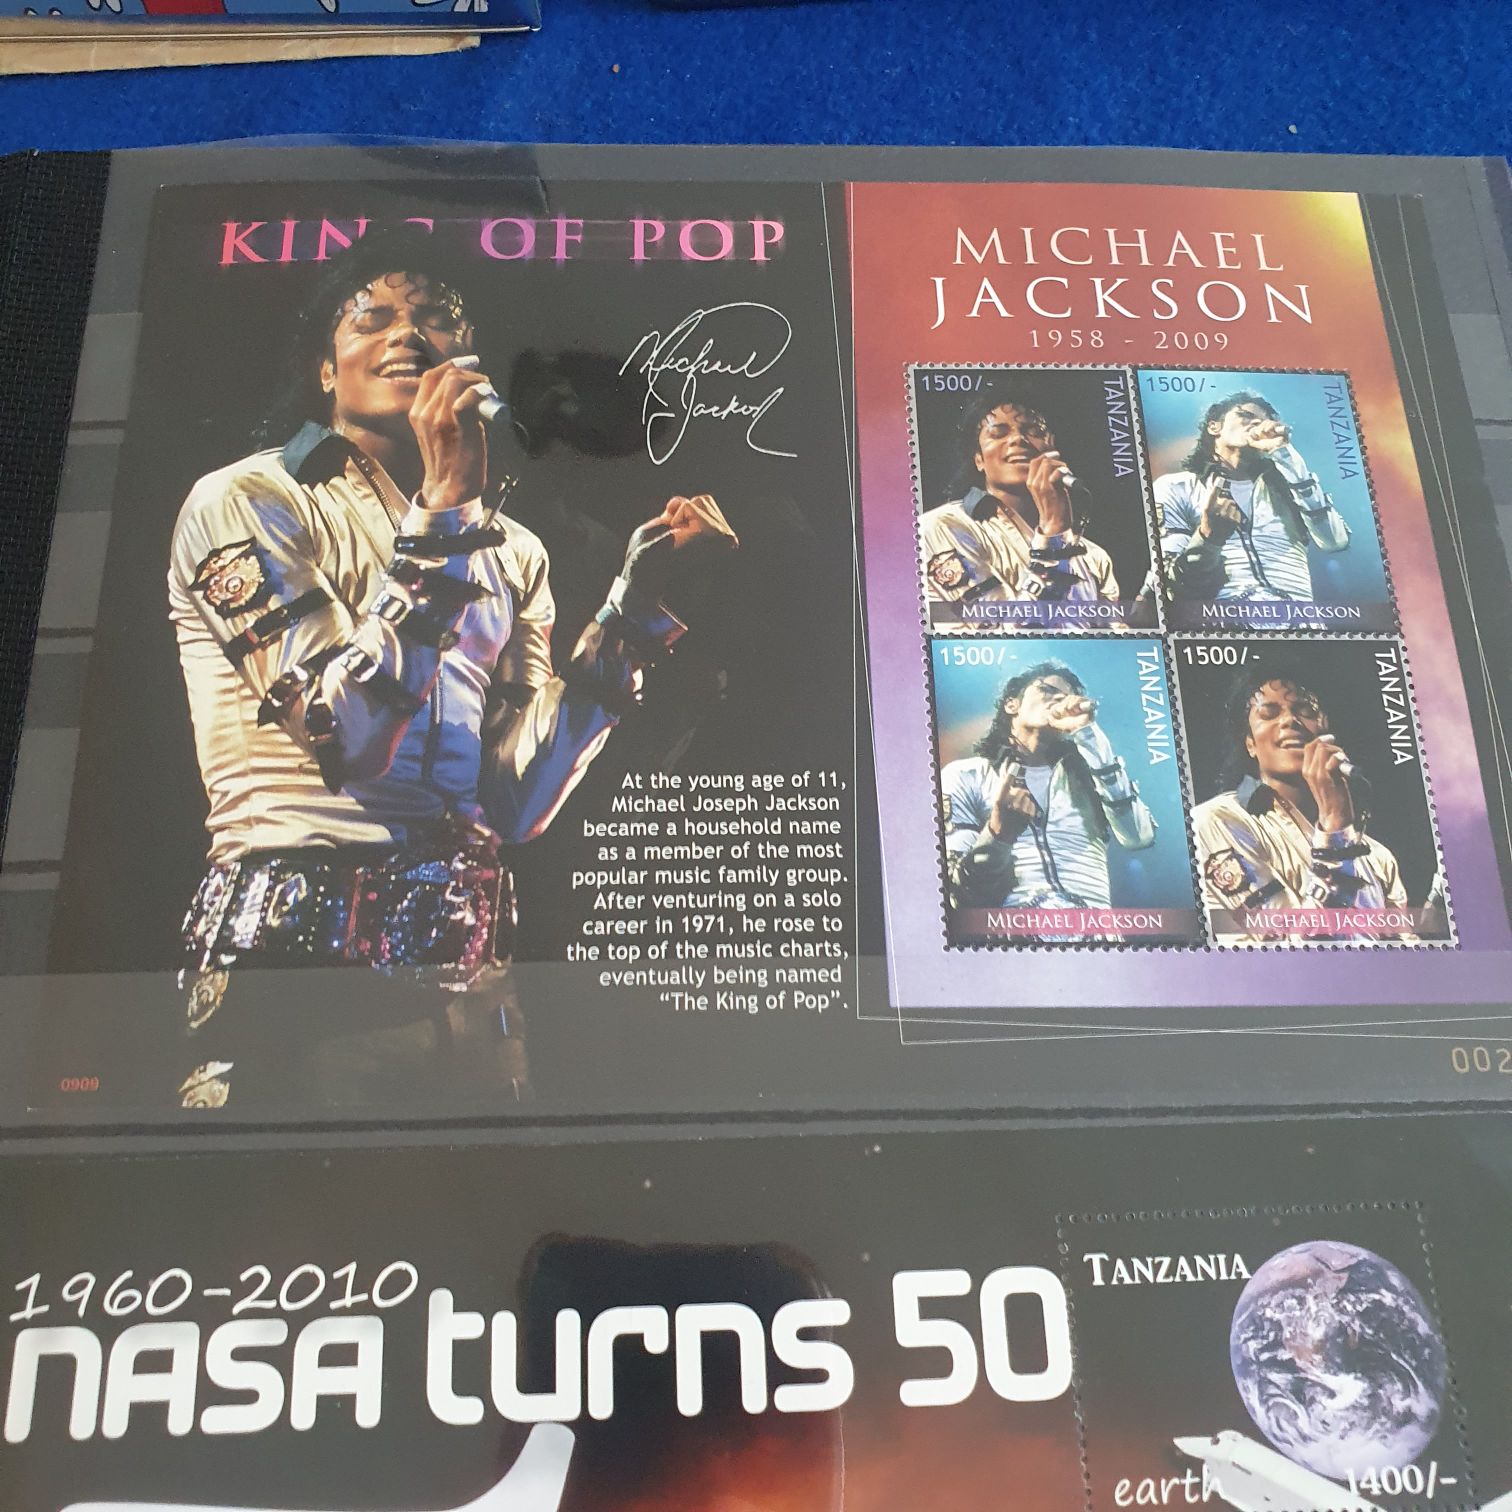 KING OF POP
Michael
Jackson
At the young age of 11,
Michael Joseph Jackson
became a household name
as a member of the most
popular music family group.
After venturing on a solo
career in 1971, he rose to
the top of the music charts,
eventually being named
“The King of Pop”.
0909
MICHAEL
JACKSON
1958 - 2009
1500/-
TANZANIA
MICHAEL JACKSON
1500/-
TANZANIA
MICHAEL JACKSON
1500/-
TANZANIA
MICHAEL JACKSON
1500/-
TANZANIA
MICHAEL JACKSON
002
1960-2010
NASA turns 50
TANZANIA
earth
1400/-